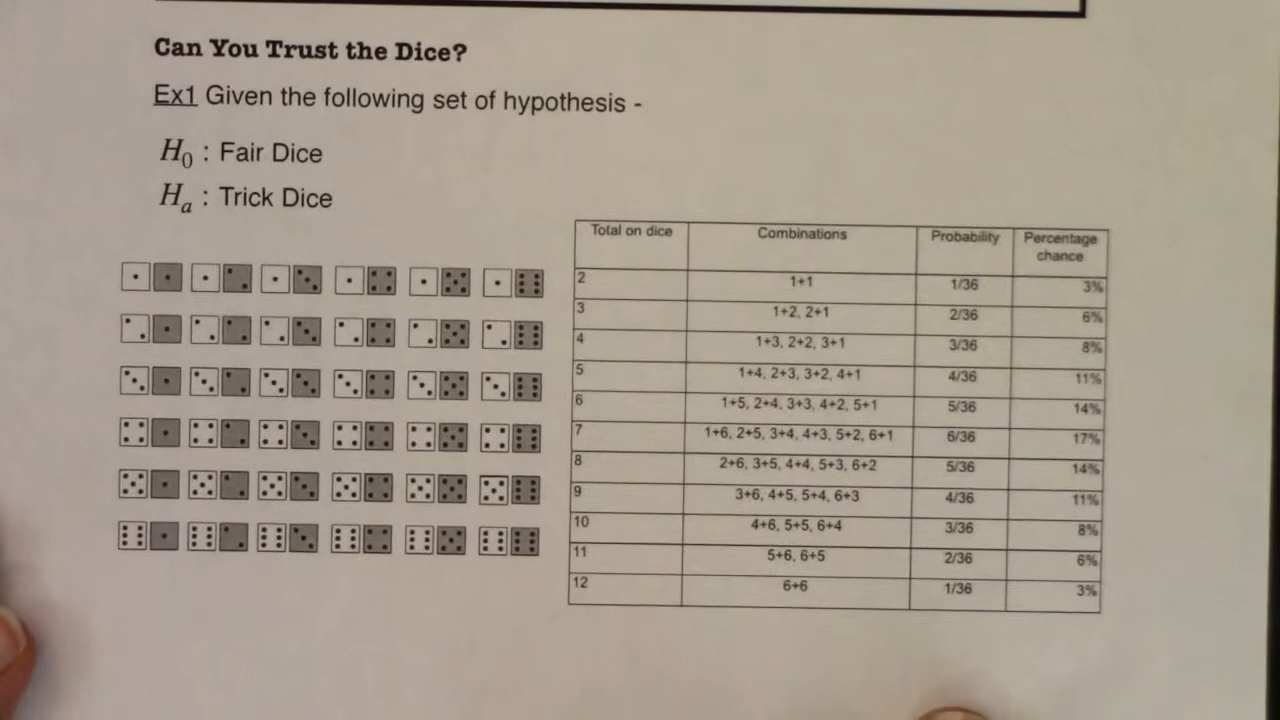 Can You Trust the Dice?
Ex1 Given the following set of hypothesis -
H0 : Fair Dice
Ha : Trick Dice
Total on dice Combinations Probability Percentage chance
2 1+1 1/36 3%
3 1+2, 2+1 2/36 6%
4 1+3, 2+2, 3+1 3/36 8%
5 1+4, 2+3, 3+2, 4+1 4/36 11%
6 1+5, 2+4, 3+3, 4+2, 5+1 5/36 14%
7 1+6, 2+5, 3+4, 4+3, 5+2, 6+1 6/36 17%
8 2+6, 3+5, 4+4, 5+3, 6+2 5/36 14%
9 3+6, 4+5, 5+4, 6+3 4/36 11%
10 4+6, 5+5, 6+4 3/36 8%
11 5+6, 6+5 2/36 6%
12 6+6 1/36 3%